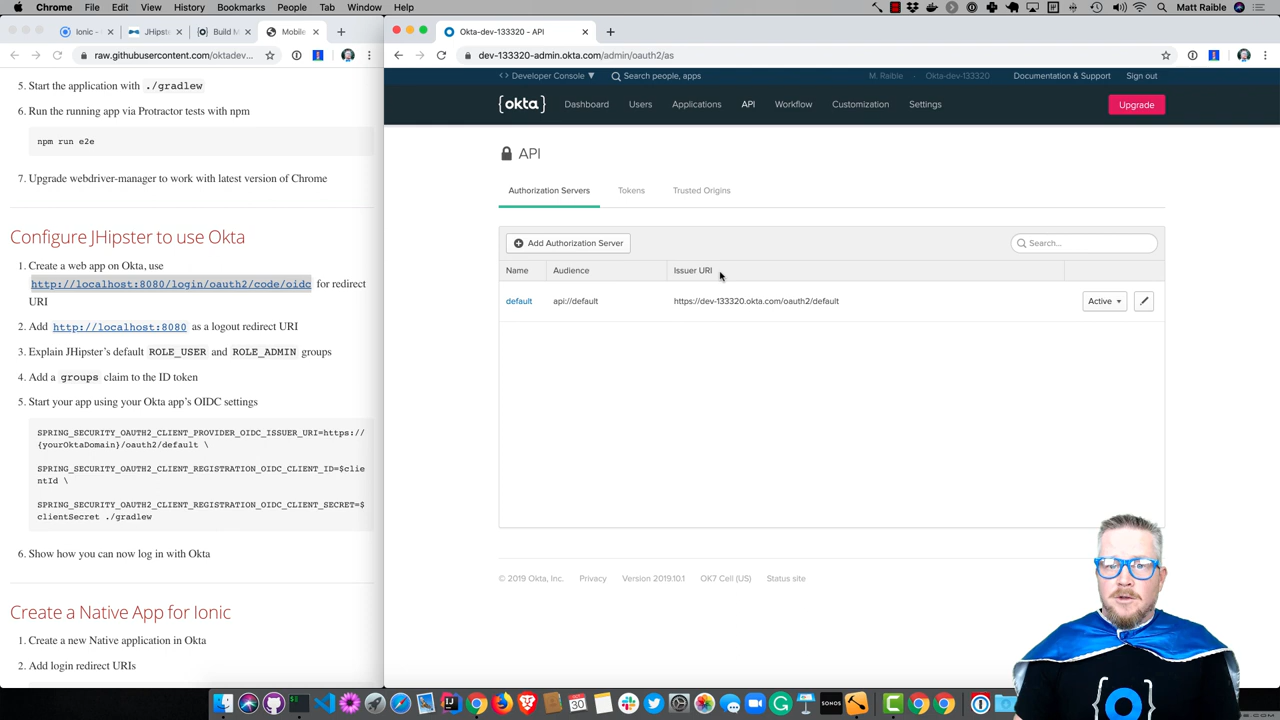 Chrome File Edit View History Bookmarks People Tab Window Help
Matt Raible
Ionic -
JHipste
Build M
Mobile
raw.githubusercontent.com/oktadev...
5. Start the application with ./gradlew
6. Run the running app via Protractor tests with npm
npm run e2e
7. Upgrade webdriver-manager to work with latest version of Chrome
Configure JHipster to use Okta
1. Create a web app on Okta, use
http://localhost:8080/login/oauth2/code/oidc for redirect
URI
2. Add http://localhost:8080 as a logout redirect URI
3. Explain JHipster's default ROLE_USER and ROLE_ADMIN groups
4. Add a groups claim to the ID token
5. Start your app using your Okta app's OIDC settings
SPRING_SECURITY_OAUTH2_CLIENT_PROVIDER_OIDC_ISSUER_URI=https://
{yourOktaDomain}/oauth2/default \
SPRING_SECURITY_OAUTH2_CLIENT_REGISTRATION_OIDC_CLIENT_ID=$clie
ntId \
SPRING_SECURITY_OAUTH2_CLIENT_REGISTRATION_OIDC_CLIENT_SECRET=$
clientSecret ./gradlew
6. Show how you can now log in with Okta
Create a Native App for Ionic
1. Create a new Native application in Okta
2. Add login redirect URIs
Okta-dev-133320 - API
dev-133320-admin.okta.com/admin/oauth2/as
<> Developer Console
Search people, apps
M. Raible
Okta-dev-133320
Documentation & Support
Sign out
{okta}
Dashboard Users Applications API Workflow Customization Settings
Upgrade
API
Authorization Servers Tokens Trusted Origins
Add Authorization Server
Search...
Name Audience Issuer URI
default api://default https://dev-133320.okta.com/oauth2/default Active
© 2019 Okta, Inc. Privacy Version 2019.10.1 OK7 Cell (US) Status site
30
SONOS